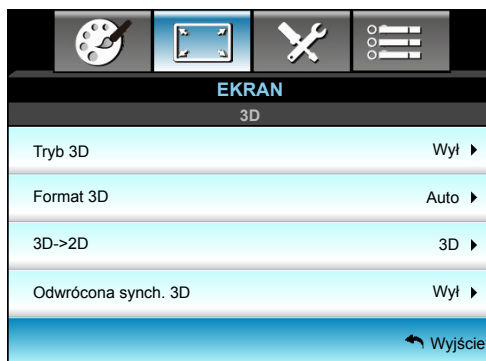 EKRAN
3D
Tryb 3D Wył
Format 3D Auto
3D->2D 3D
Odwrócona synch. 3D Wył
Wyjście